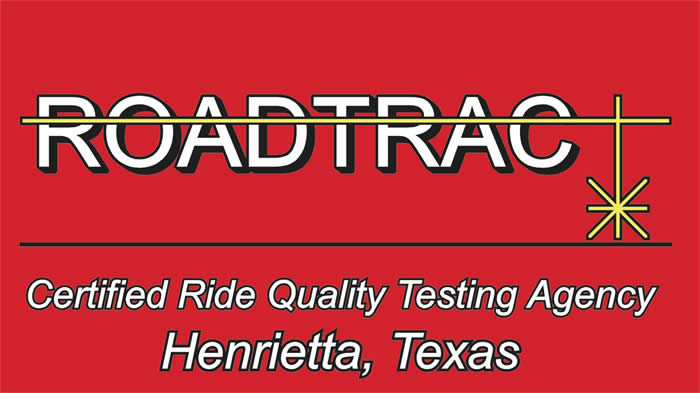 ROADTRAC
Certified Ride Quality Testing Agency
Henrietta, Texas